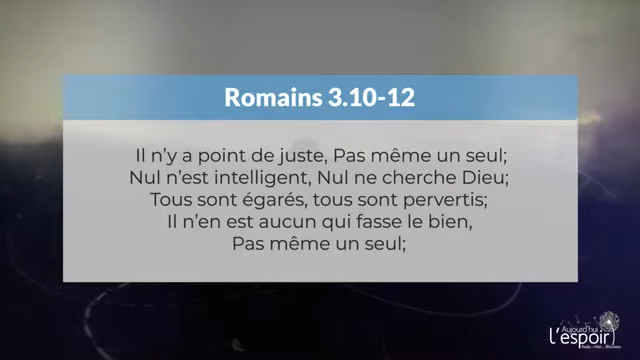 Romains 3.10-12
Il n’y a point de juste, Pas même un seul;
Nul n’est intelligent, Nul ne cherche Dieu;
Tous sont égarés, tous sont pervertis;
Il n’en est aucun qui fasse le bien,
Pas même un seul;
Aujourd'hui
l'espoir